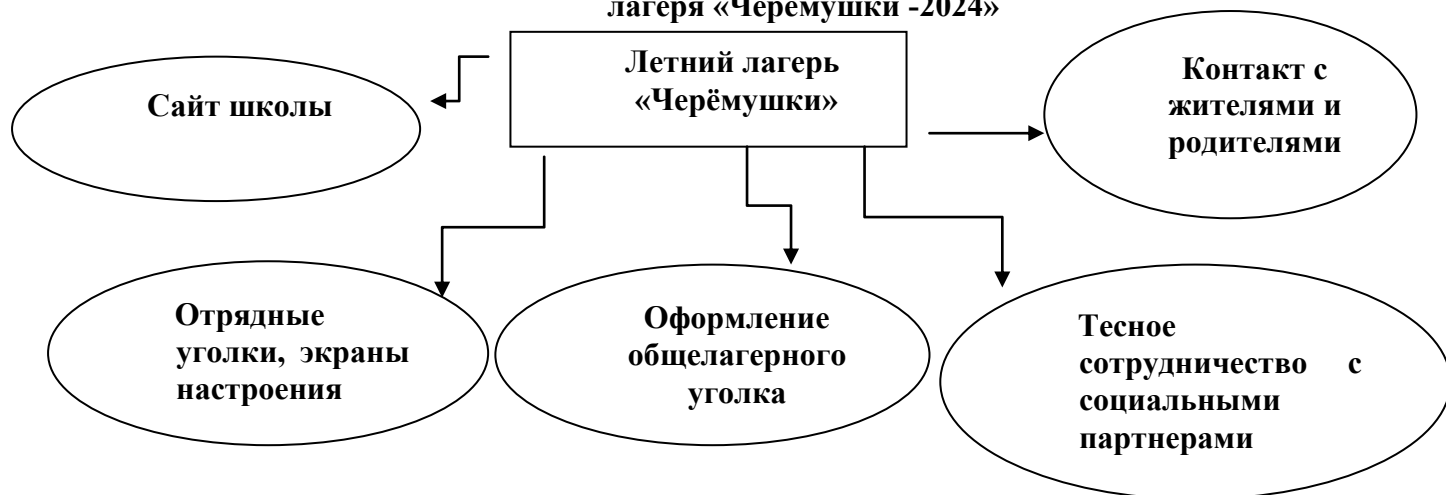 лагеря «Черёмушки -2024»
Летний лагерь
«Черёмушки»
Сайт школы
Контакт с
жителями и
родителями
Отрядные
уголки, экраны
настроения
Оформление
общелагерного
уголка
Тесное
сотрудничество с
социальными
партнерами